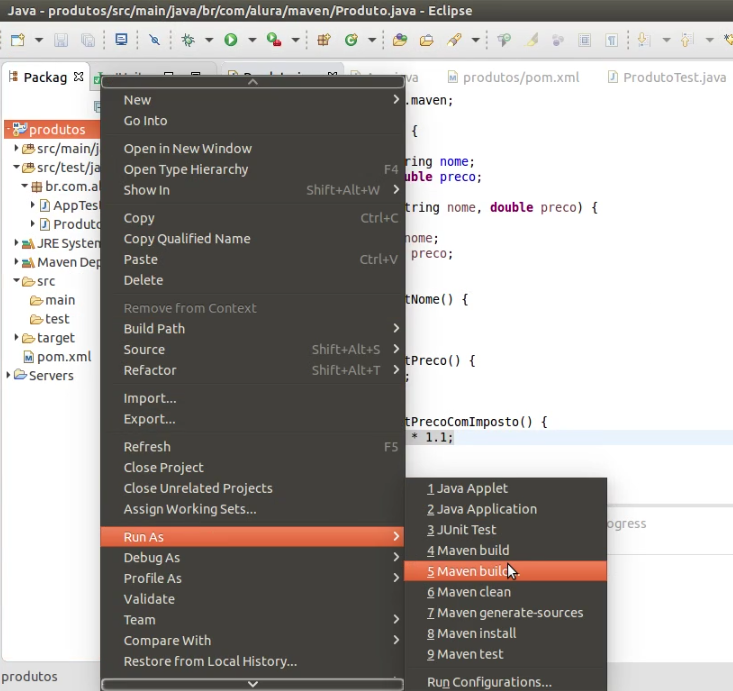 Java - produtos/src/main/java/br/com/alura/maven/Produto.java - Eclipse
Packag
produtos/pom.xml
ProdutoTest.java
produtos
src/main/j
src/test/ja
br.com.al
AppTes
Produto
JRE System
Maven Dep
src
main
test
target
pom.xml
Servers
New
Go Into
Open in New Window
Open Type Hierarchy F4
Show In Shift+Alt+W
Copy Ctrl+C
Copy Qualified Name
Paste Ctrl+V
Delete
Remove from Context
Build Path
Source Shift+Alt+S
Refactor Shift+Alt+T
Import...
Export...
Refresh F5
Close Project
Close Unrelated Projects
Assign Working Sets...
Run As
Debug As
Profile As
Validate
Team
Compare With
Restore from Local History...
.maven;
{
ring nome;
uble preco;
tring nome, double preco) {
nome;
preco;
tNome() {
tPreco() {
;
tPrecoComImposto() {
* 1.1;
ogress
1 Java Applet
2 Java Application
3 JUnit Test
4 Maven build
5 Maven build...
6 Maven clean
7 Maven generate-sources
8 Maven install
9 Maven test
Run Configurations...
produtos